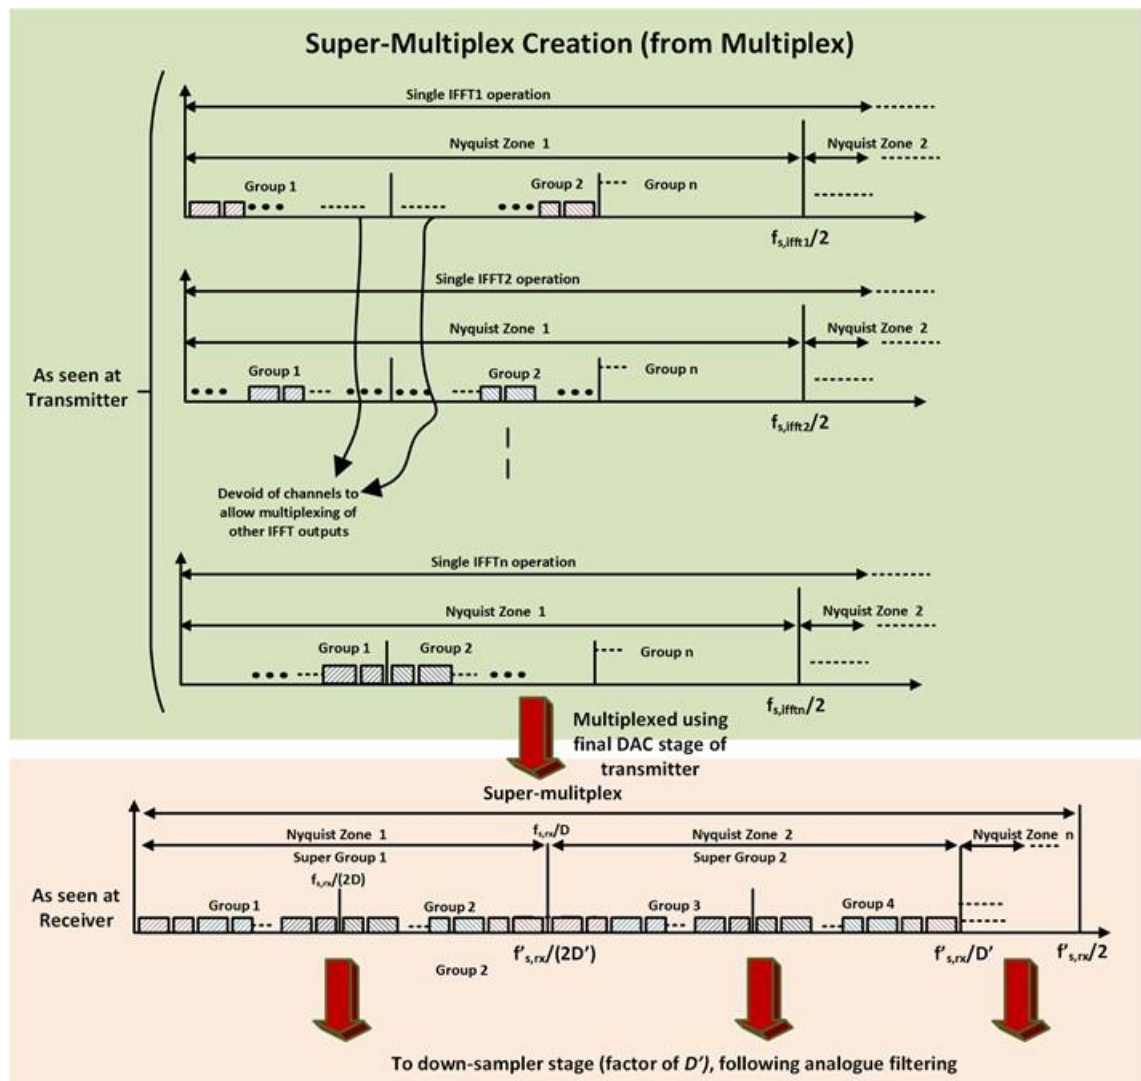 Super-Multiplex Creation (from Multiplex)
Single IFFT1 operation
Nyquist Zone 1
Nyquist Zone 2
Group 1
Group 2
Group n
fs,ifft1/2
Single IFFT2 operation
Nyquist Zone 1
Nyquist Zone 2
Group 1
Group 2
Group n
fs,ifft2/2
As seen at
Transmitter
Devoid of channels to
allow multiplexing of
other IFFT outputs
Single IFFTn operation
Nyquist Zone 1
Nyquist Zone 2
Group 1
Group 2
Group n
fs,ifftn/2
Multiplexed using
final DAC stage of
transmitter
Super-mulitplex
Nyquist Zone 1
fs,rx/D
Nyquist Zone 2
Nyquist Zone n
Super Group 1
Super Group 2
fs,rx/(2D)
As seen at
Receiver
Group 1
Group 2
Group 3
Group 4
f's,rx/(2D')
f's,rx/D'
f's,rx/2
Group 2
To down-sampler stage (factor of D'), following analogue filtering